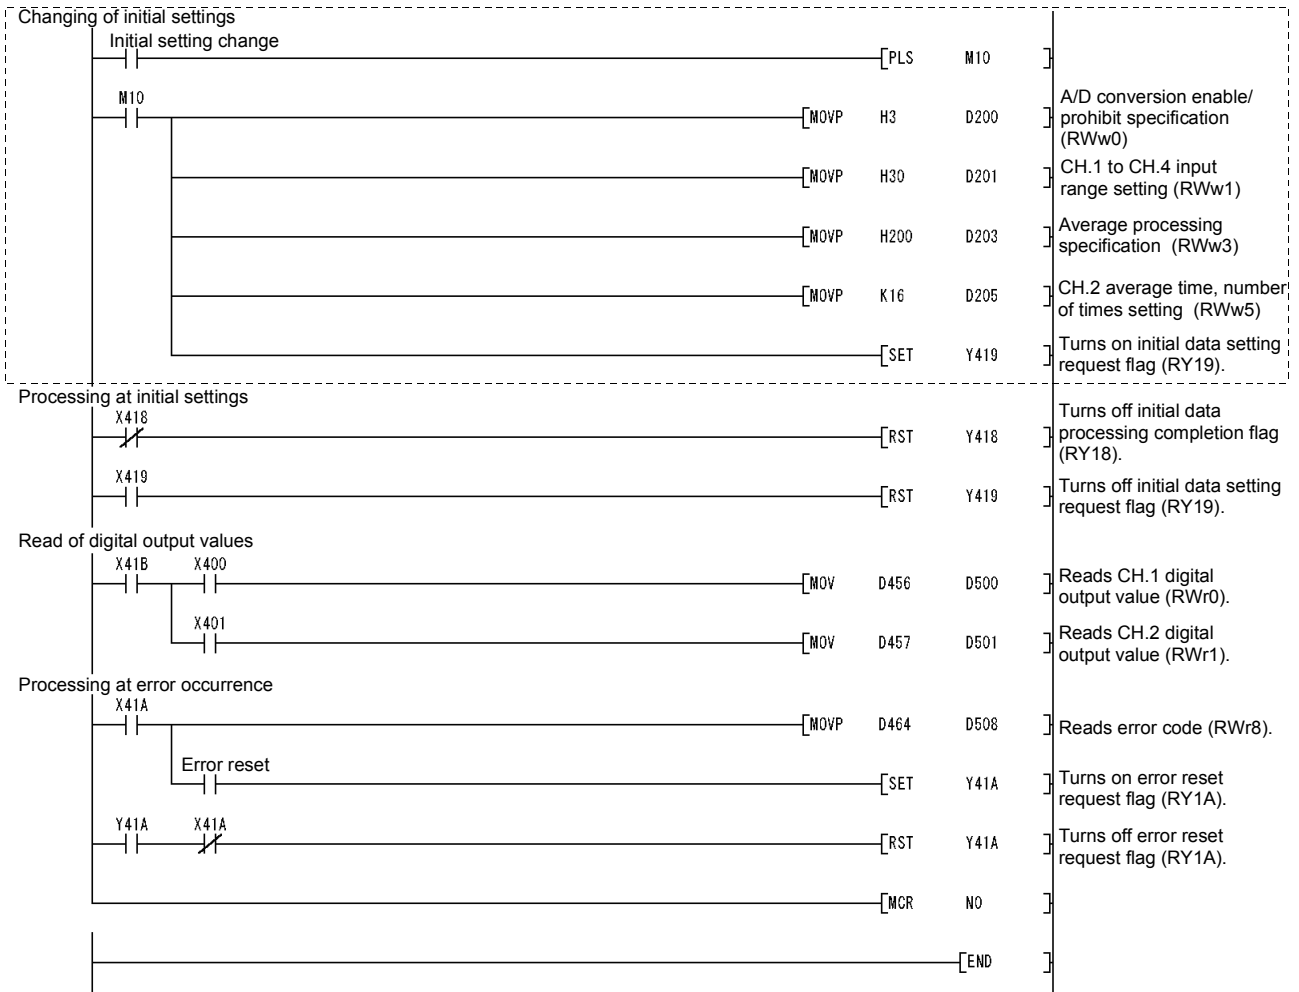 Changing of initial settings
Initial setting change
PLS M10
M10
MOVP H3 D200
A/D conversion enable/
prohibit specification
(RWw0)
MOVP H30 D201
CH.1 to CH.4 input
range setting (RWw1)
MOVP H200 D203
Average processing
specification (RWw3)
MOVP K16 D205
CH.2 average time, number
of times setting (RWw5)
SET Y419
Turns on initial data setting
request flag (RY19).
Processing at initial settings
X418
RST Y418
Turns off initial data
processing completion flag
(RY18).
X419
RST Y419
Turns off initial data setting
request flag (RY19).
Read of digital output values
X41B X400
MOV D456 D500
Reads CH.1 digital
output value (RWr0).
X401
MOV D457 D501
Reads CH.2 digital
output value (RWr1).
Processing at error occurrence
X41A
MOVP D464 D508
Reads error code (RWr8).
Error reset
SET Y41A
Turns on error reset
request flag (RY1A).
Y41A X41A
RST Y41A
Turns off error reset
request flag (RY1A).
MCR N0
END